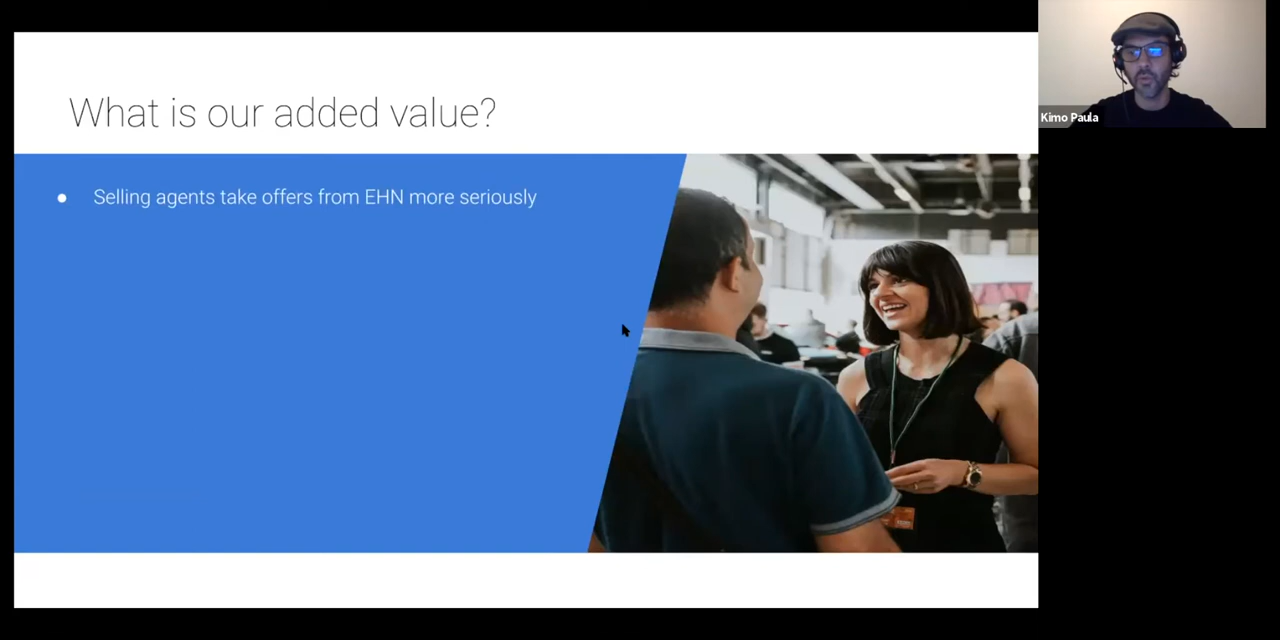 What is our added value?
Kimo Paula
● Selling agents take offers from EHN more seriously